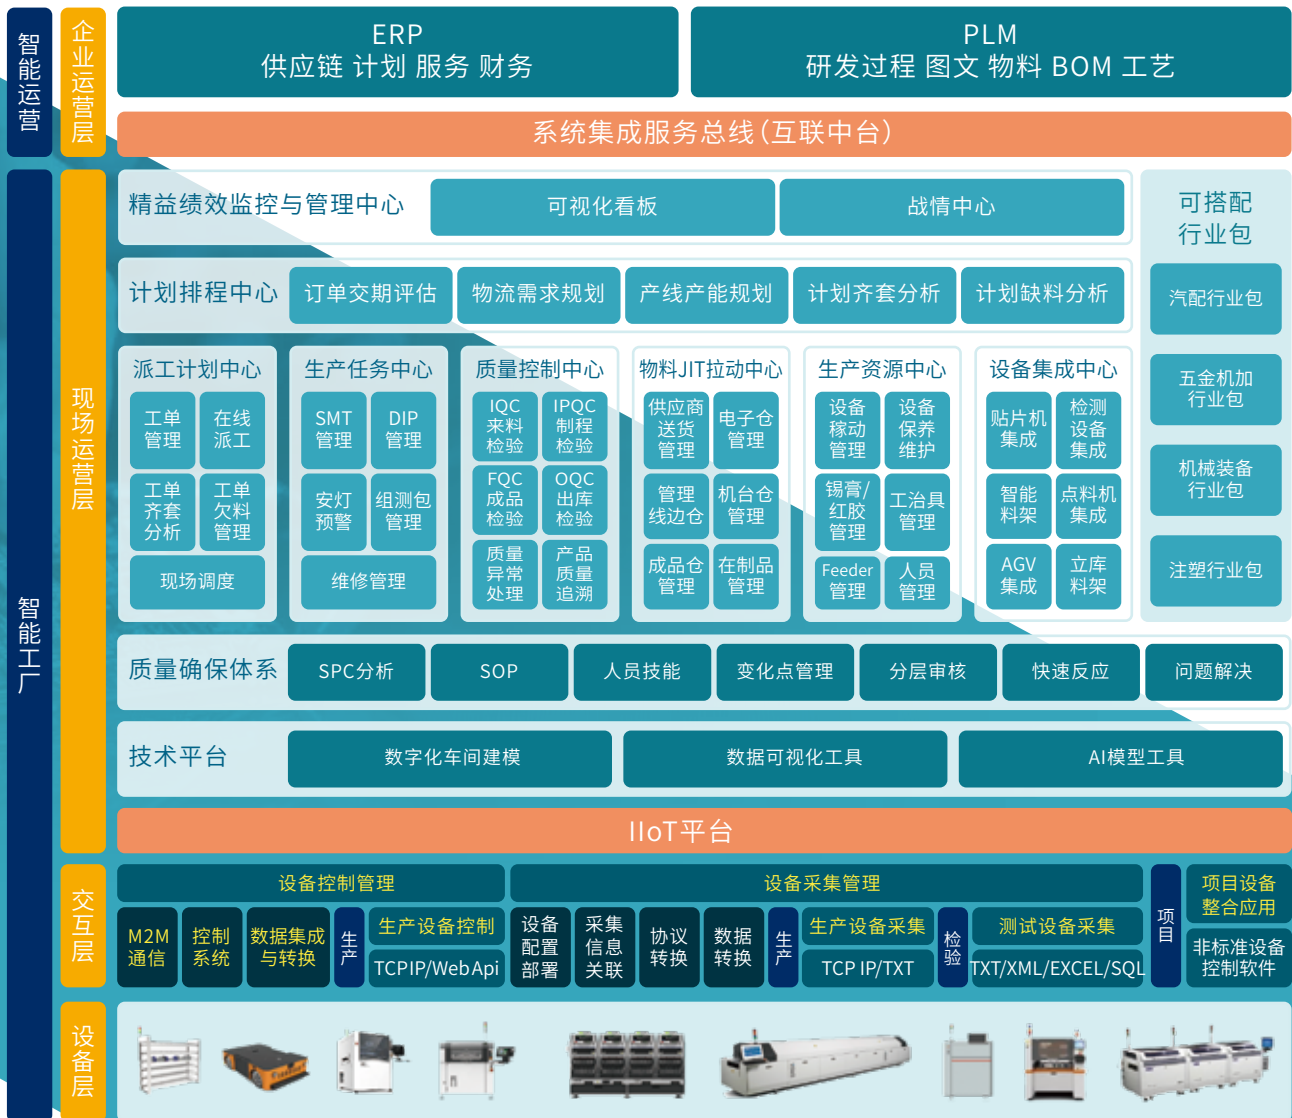 智能运营
企业运营层
ERP
供应链 计划 服务 财务
PLM
研发过程 图文 物料 BOM 工艺
系统集成服务总线(互联中台)
智能工厂
现场运营层
精益绩效监控与管理中心
可视化看板
战情中心
可搭配
行业包
汽配行业包
五金机加
行业包
机械装备
行业包
注塑行业包
计划排程中心
订单交期评估
物流需求规划
产线产能规划
计划齐套分析
计划缺料分析
派工计划中心
工单
管理
在线
派工
工单
齐套
分析
工单
欠料
管理
现场调度
生产任务中心
SMT
管理
DIP
管理
安灯
预警
组测包
管理
维修管理
质量控制中心
IQC
来料
检验
IPQC
制程
检验
FQC
成品
检验
OQC
出库
检验
质量
异常
处理
产品
质量
追溯
物料JIT拉动中心
供应商
送货
管理
电子仓
管理
管理
线边仓
机台仓
管理
成品仓
管理
在制品
管理
生产资源中心
设备
稼动
管理
设备
保养
维护
锡膏/
红胶
管理
工治具
管理
Feeder
管理
人员
管理
设备集成中心
贴片机
集成
检测
设备
集成
智能
料架
点料机
集成
AGV
集成
立库
料架
质量确保体系
SPC分析
SOP
人员技能
变化点管理
分层审核
快速反应
问题解决
技术平台
数字化车间建模
数据可视化工具
AI模型工具
IIoT平台
交互层
设备控制管理
M2M
通信
控制
系统
数据集成
与转换
生产
生产设备控制
TCPIP/Web Api
设备采集管理
设备
配置
部署
采集
信息
关联
协议
转换
数据
转换
生产
生产设备采集
TCP IP/TXT
检验
测试设备采集
TXT/XML/EXCEL/SQL
项目
项目设备
整合应用
非标准设备
控制软件
设备层